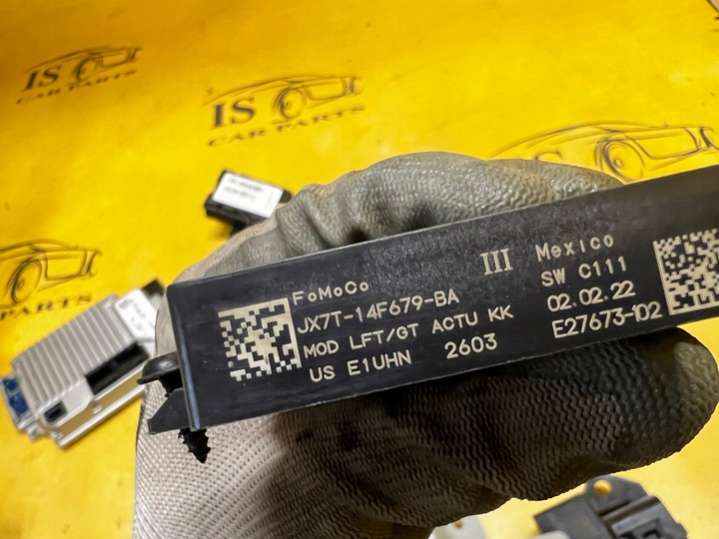 IS
CAR PARTS
IS
CAR PARTS
FoMoCo
JX7T-14F679-BA
MOD LFT/GT ACTU KK
US E1UHN 2603
III Mexico
SW C111
02.02.22
E27673-102